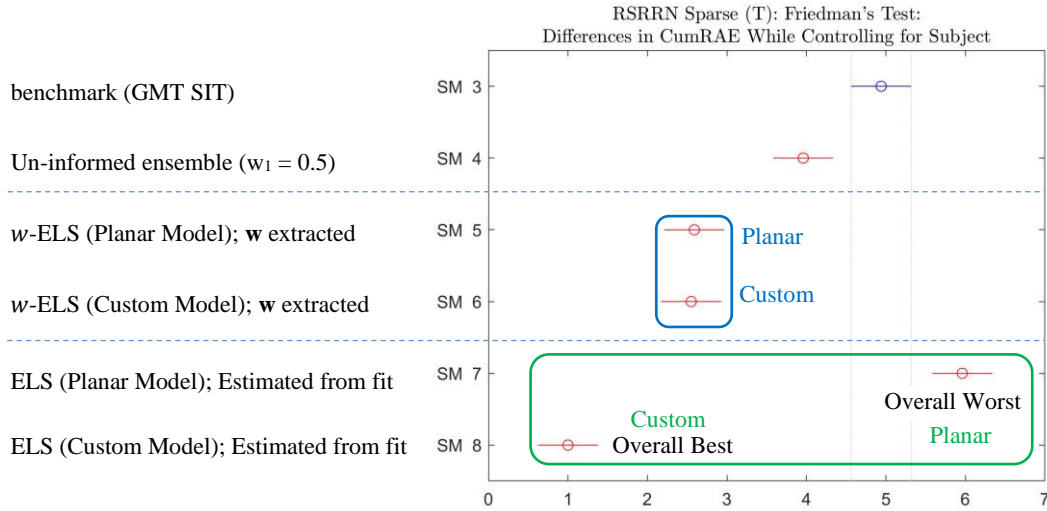 RSRRN Sparse (T): Friedman's Test:
Differences in CumRAE While Controlling for Subject
benchmark (GMT SIT) SM 3
Un-informed ensemble (w₁ = 0.5) SM 4
w-ELS (Planar Model); w extracted SM 5 Planar
w-ELS (Custom Model); w extracted SM 6 Custom
ELS (Planar Model); Estimated from fit SM 7
Overall Worst
Custom
Planar
ELS (Custom Model); Estimated from fit SM 8 Overall Best
0 1 2 3 4 5 6 7